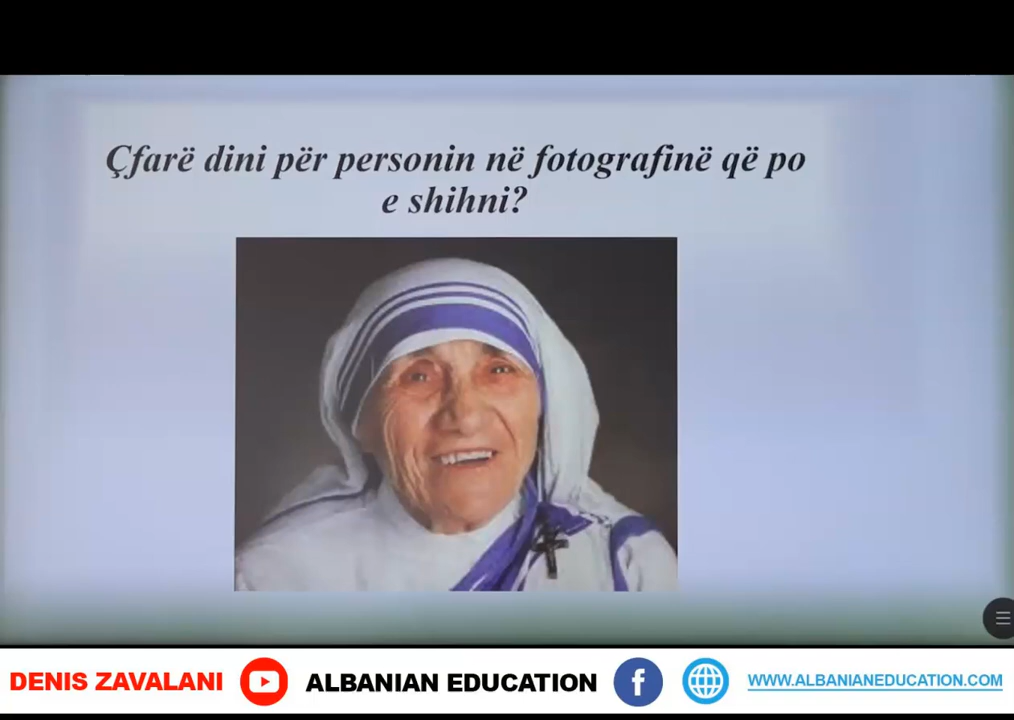 Çfarë dini për personin në fotografinë që po
e shihni?
DENIS ZAVALANI ALBANIAN EDUCATION WWW.ALBANIANEDUCATION.COM